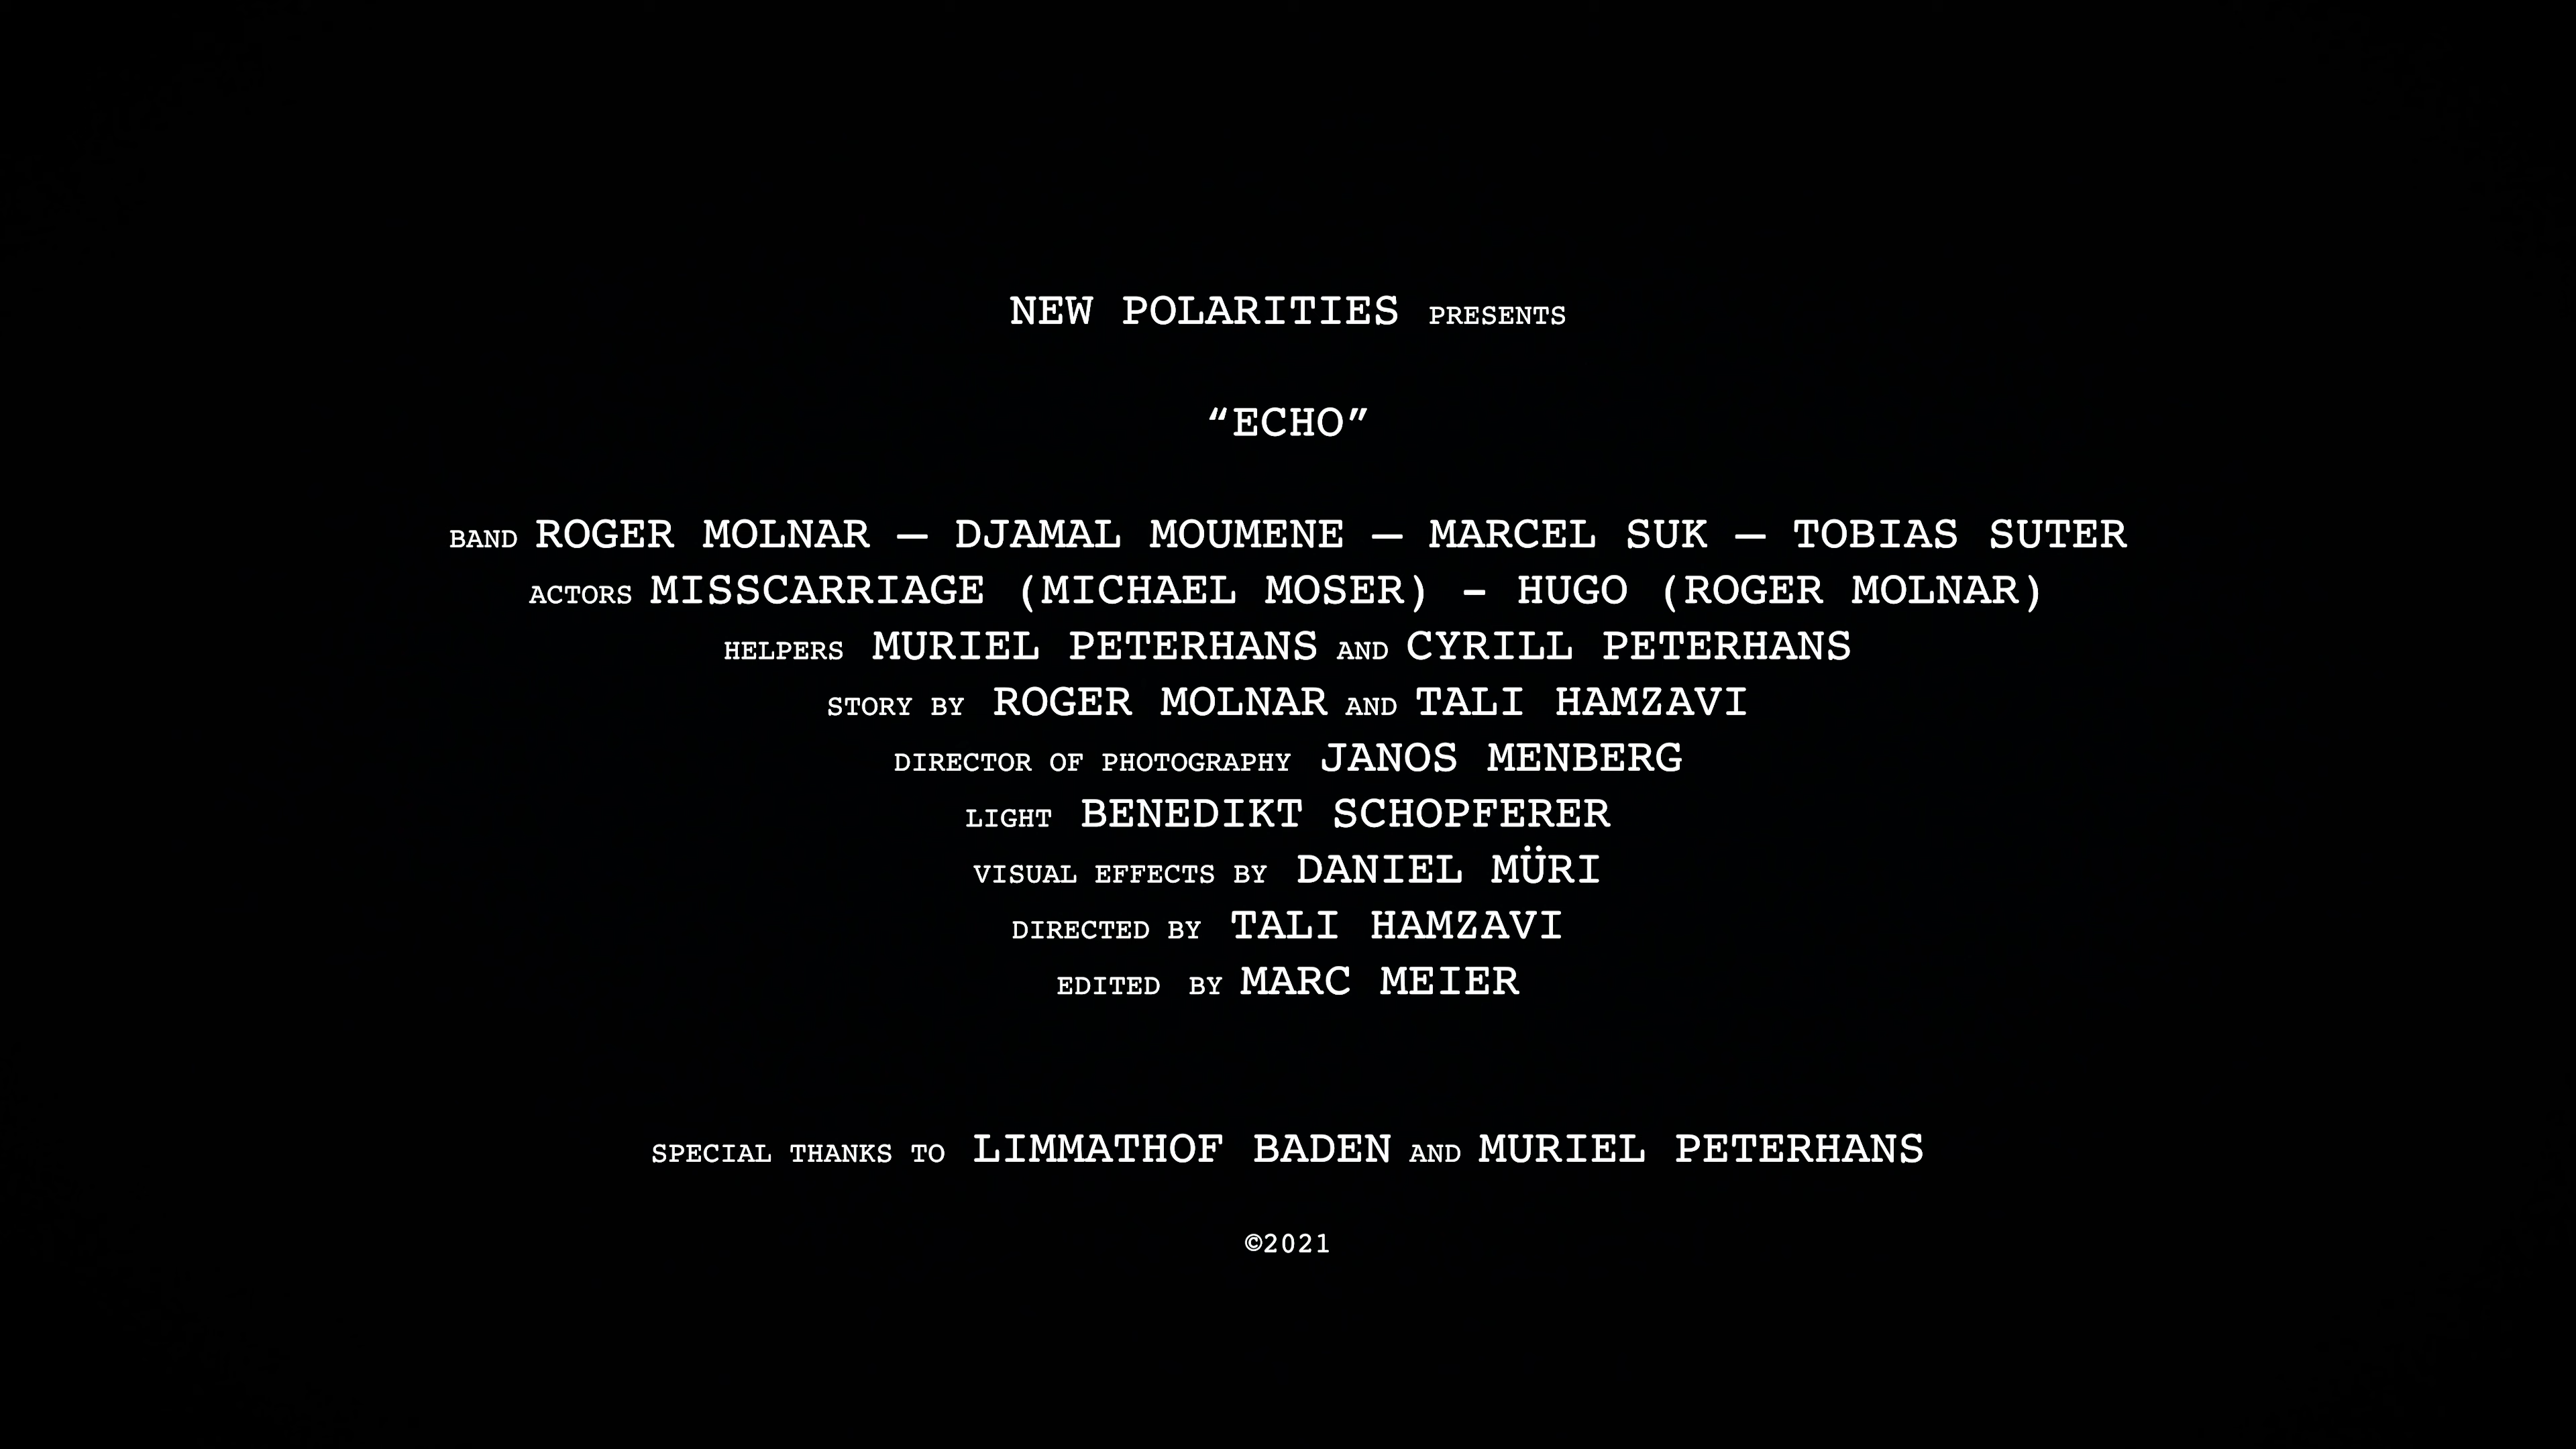 NEW POLARITIES PRESENTS
“ECHO”
BAND ROGER MOLNAR — DJAMAL MOUMENE — MARCEL SUK — TOBIAS SUTER
ACTORS MISSCARRIAGE (MICHAEL MOSER) – HUGO (ROGER MOLNAR)
HELPERS MURIEL PETERHANS AND CYRILL PETERHANS
STORY BY ROGER MOLNAR AND TALI HAMZAVI
DIRECTOR OF PHOTOGRAPHY JANOS MENBERG
LIGHT BENEDIKT SCHOPFERER
VISUAL EFFECTS BY DANIEL MÜRI
DIRECTED BY TALI HAMZAVI
EDITED BY MARC MEIER
SPECIAL THANKS TO LIMMATHOF BADEN AND MURIEL PETERHANS
©2021